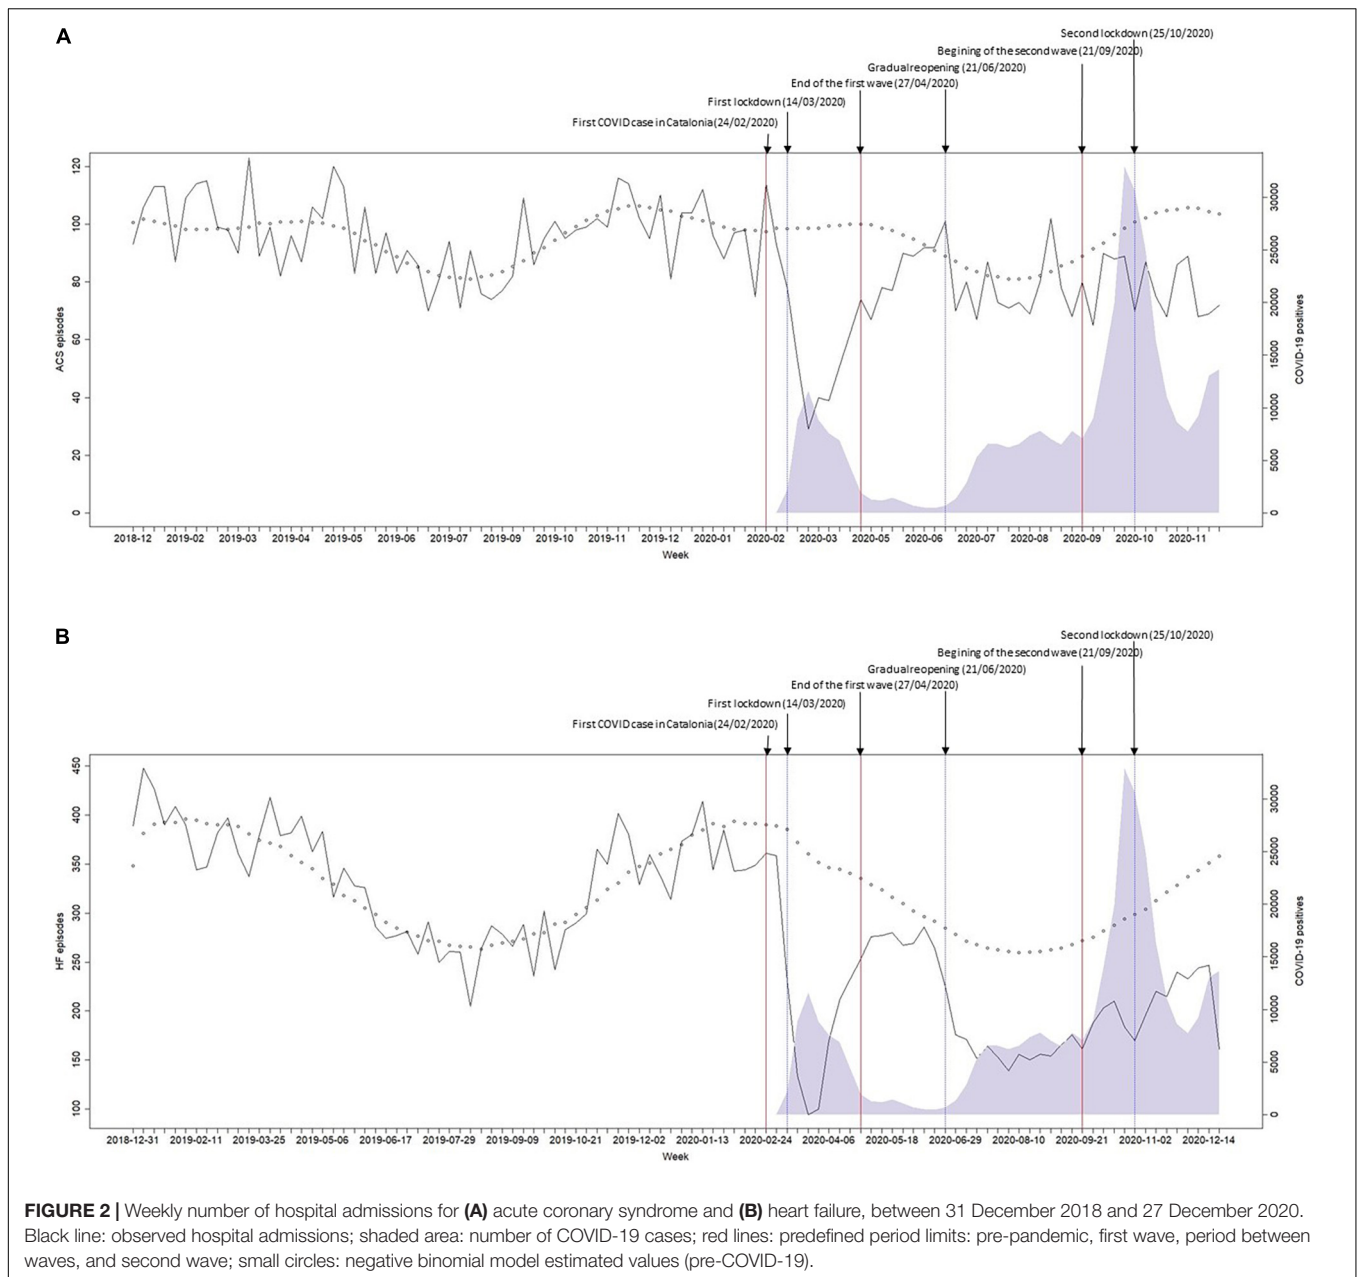 A
Second lockdown (25/10/2020)
Begining of the second wave (21/09/2020)
Gradual reopening (21/06/2020)
End of the first wave (27/04/2020)
First lockdown (14/03/2020)
First COVID case in Catalonia (24/02/2020)
ACS episodes
0 20 40 60 80 100 120
COVID-19 positives
0 5000 10000 15000 20000 25000 30000
2018-12 2019-02 2019-03 2019-04 2019-05 2019-06 2019-07 2019-08 2019-09 2019-10 2019-11 2019-12 2020-01 2020-02 2020-03 2020-05 2020-06 2020-07 2020-08 2020-09 2020-10 2020-11
Week
B
Second lockdown (25/10/2020)
Begining of the second wave (21/09/2020)
Gradual reopening (21/06/2020)
End of the first wave (27/04/2020)
First lockdown (14/03/2020)
First COVID case in Catalonia (24/02/2020)
HF episodes
100 150 200 250 300 350 400 450
COVID-19 positives
0 5000 10000 15000 20000 25000 30000
2018-12-31 2019-02-11 2019-03-25 2019-05-06 2019-06-17 2019-07-29 2019-09-09 2019-10-21 2019-12-02 2020-01-13 2020-02-24 2020-04-06 2020-05-18 2020-06-29 2020-08-10 2020-09-21 2020-11-02 2020-12-14
Week
FIGURE 2 | Weekly number of hospital admissions for (A) acute coronary syndrome and (B) heart failure, between 31 December 2018 and 27 December 2020.
Black line: observed hospital admissions; shaded area: number of COVID-19 cases; red lines: predefined period limits: pre-pandemic, first wave, period between
waves, and second wave; small circles: negative binomial model estimated values (pre-COVID-19).